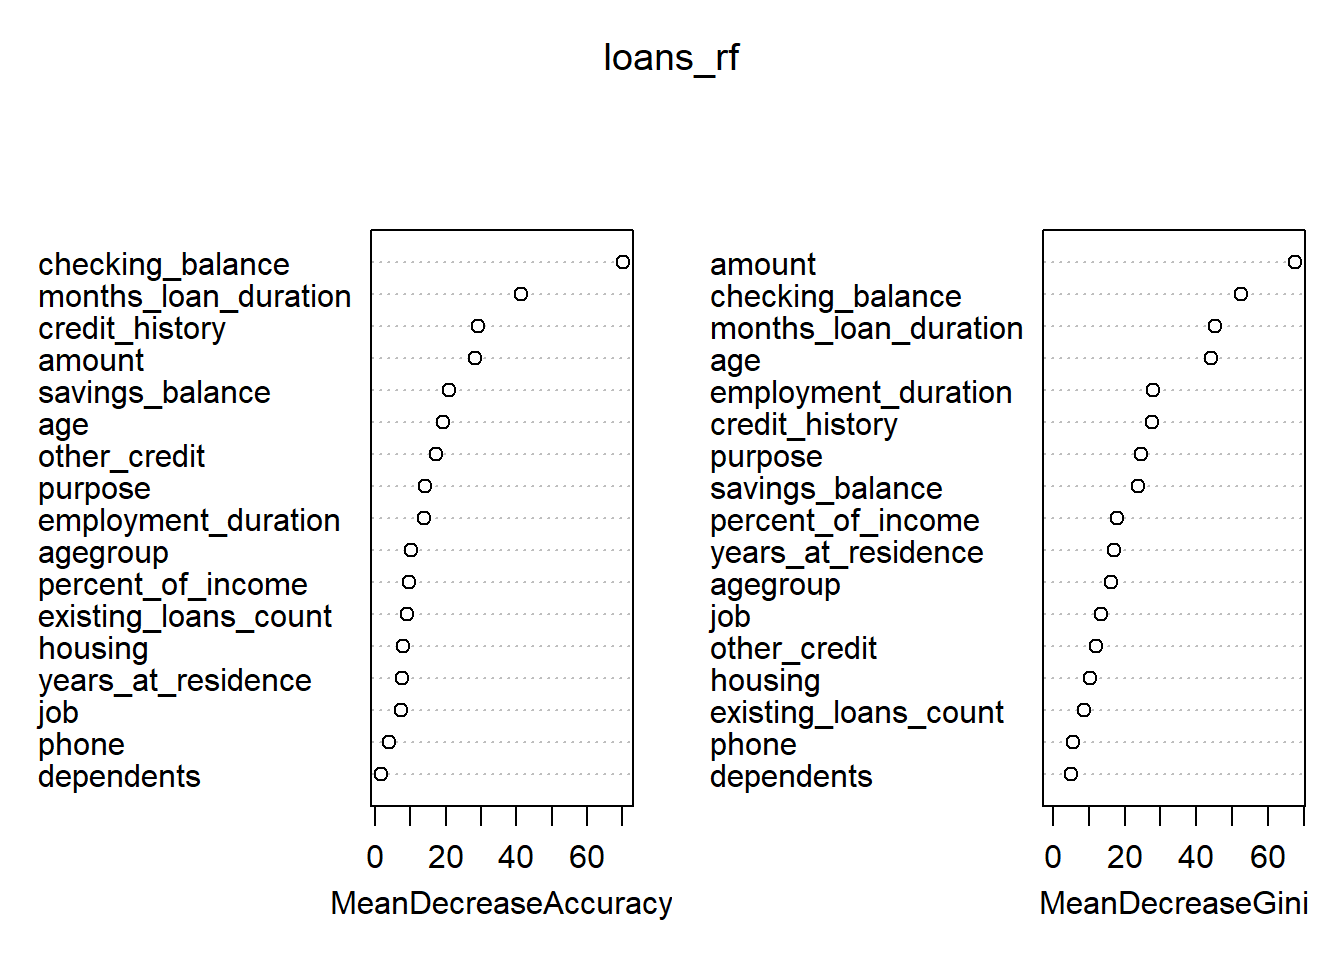 loans_rf
checking_balance
months_loan_duration
credit_history
amount
savings_balance
age
other_credit
purpose
employment_duration
agegroup
percent_of_income
existing_loans_count
housing
years_at_residence
job
phone
dependents
0 20 40 60
MeanDecreaseAccuracy
amount
checking_balance
months_loan_duration
age
employment_duration
credit_history
purpose
savings_balance
percent_of_income
years_at_residence
agegroup
job
other_credit
housing
existing_loans_count
phone
dependents
0 20 40 60
MeanDecreaseGini